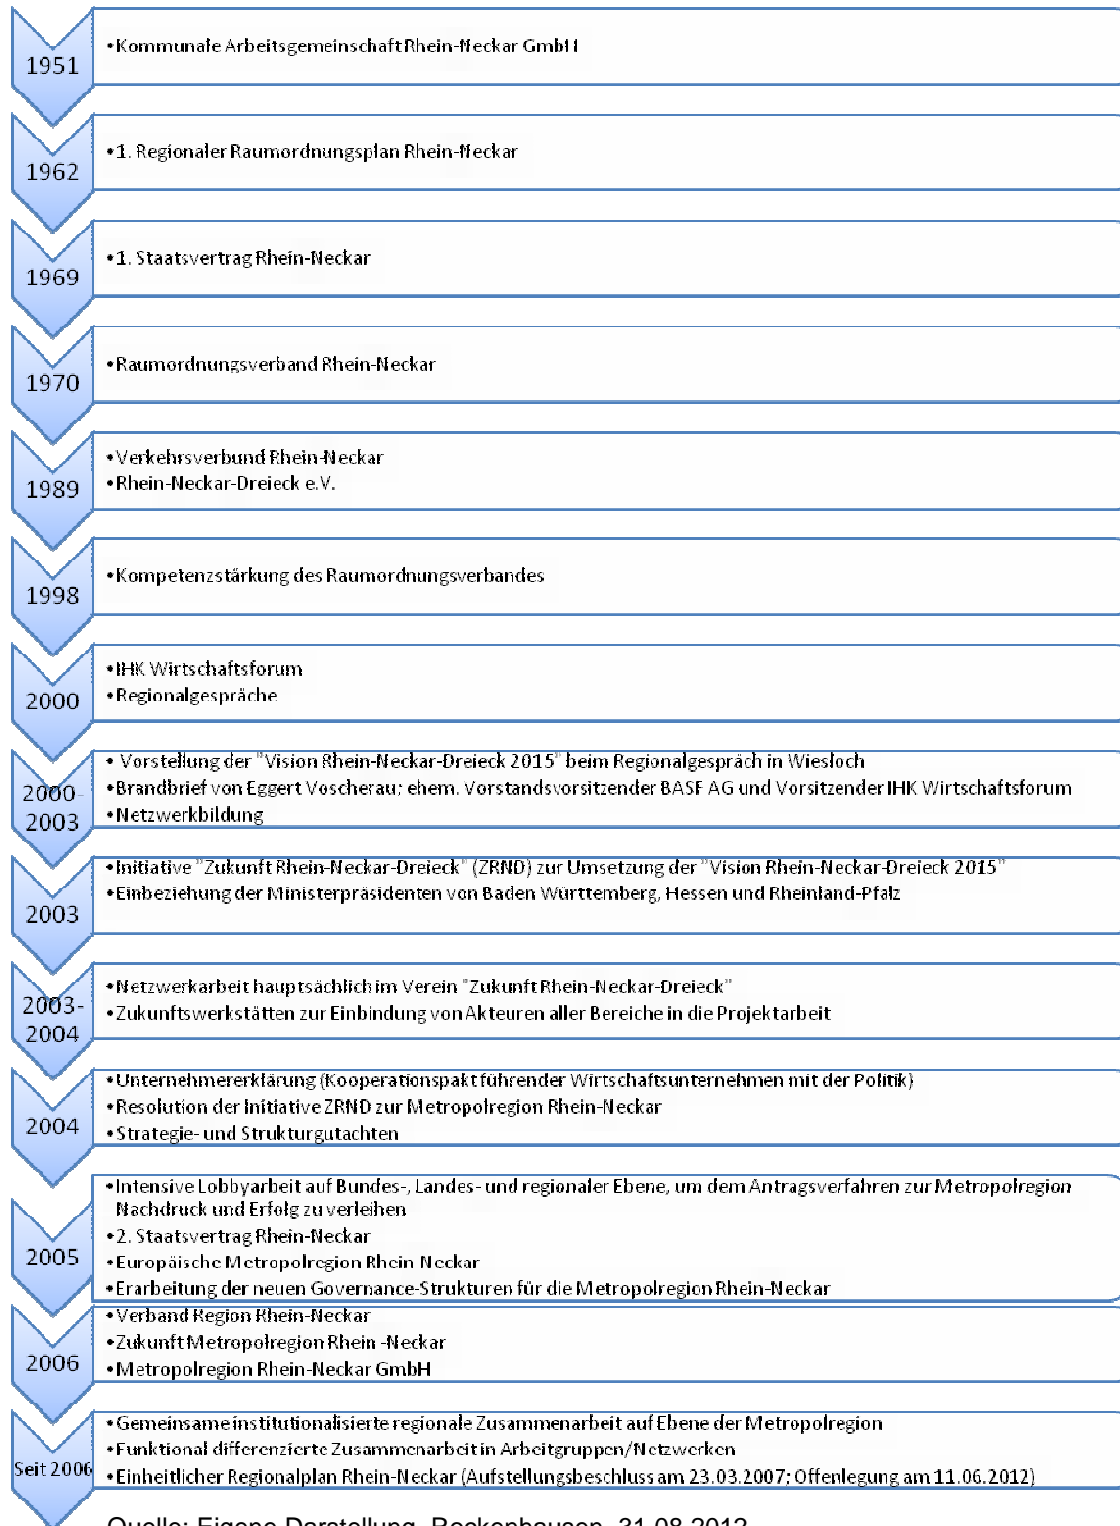 1951
•Kommunale Arbeitsgemeinschaft Rhein-Neckar GmbH
1962
•1. Regionaler Raumordnungsplan Rhein-Neckar
1969
•1. Staatsvertrag Rhein-Neckar
1970
•Raumordnungsverband Rhein-Neckar
1989
•Verkehrsverbund Rhein-Neckar
•Rhein-Neckar-Dreieck e.V.
1998
•Kompetenzstärkung des Raumordnungsverbandes
2000
•IHK Wirtschaftsforum
•Regionalgespräche
2000-
2003
• Vorstellung der "Vision Rhein-Neckar-Dreieck 2015" beim Regionalgespräch in Wiesloch
•Brandbrief von Eggert Voscherau; ehem. Vorstandsvorsitzender BASF AG und Vorsitzender IHK Wirtschaftsforum
•Netzwerkbildung
2003
•Initiative "Zukunft Rhein-Neckar-Dreieck" (ZRND) zur Umsetzung der "Vision Rhein-Neckar-Dreieck 2015"
•Einbeziehung der Ministerpräsidenten von Baden Württemberg, Hessen und Rheinland-Pfalz
2003-
2004
•Netzwerkarbeit hauptsächlich im Verein "Zukunft Rhein-Neckar-Dreieck"
•Zukunftswerkstätten zur Einbindung von Akteuren aller Bereiche in die Projektarbeit
2004
•Unternehmererklärung (Kooperationspakt führender Wirtschaftsunternehmen mit der Politik)
•Resolution der Initiative ZRND zur Metropolregion Rhein-Neckar
•Strategie- und Strukturgutachten
2005
•Intensive Lobbyarbeit auf Bundes-, Landes- und regionaler Ebene, um dem Antragsverfahren zur Metropolregion
Nachdruck und Erfolg zu verleihen
•2. Staatsvertrag Rhein-Neckar
•Europäische Metropolregion Rhein-Neckar
•Erarbeitung der neuen Governance-Strukturen für die Metropolregion Rhein-Neckar
2006
•Verband Region Rhein-Neckar
•Zukunft Metropolregion Rhein -Neckar
•Metropolregion Rhein-Neckar GmbH
Seit 2006
•Gemeinsame institutionalisierte regionale Zusammenarbeit auf Ebene der Metropolregion
•Funktional differenzierte Zusammenarbeit in Arbeitgruppen/Netzwerken
•Einheitlicher Regionalplan Rhein-Neckar (Aufstellungsbeschluss am 23.03.2007; Offenlegung am 11.06.2012)
Quelle: Eigene Darstellung, Rockenhausen, 31.08.2012